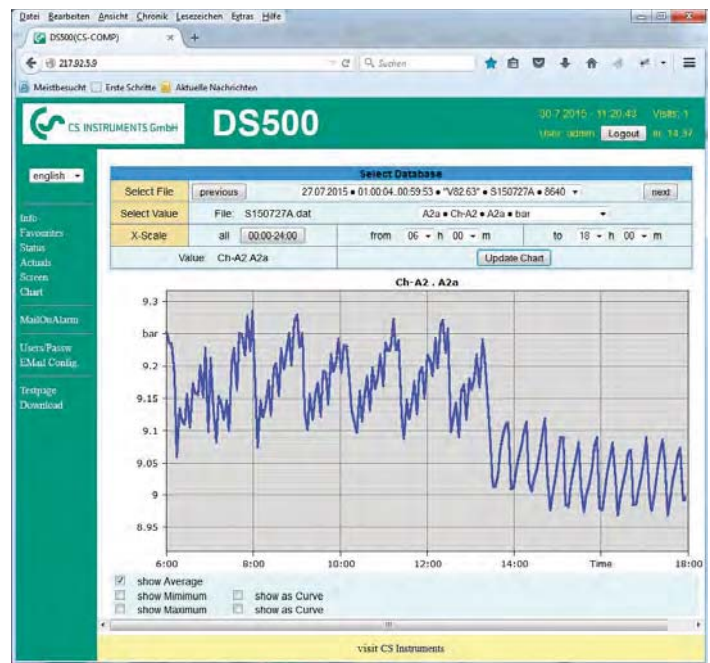 Datei Bearbeiten Ansicht Chronik Lesezeichen Extras Hilfe
DS500(CS-COMP) × +
217.92.5.9 Suchen
Meistbesucht Erste Schritte Aktuelle Nachrichten
CS INSTRUMENTS GmbH DS500 30.7.2015 - 11:20:43 Visits: 1
User: admin Logout in: 14:37
english
Select Database
Select File previous 27.07.2015 • 01:00:04..00:59:53 • "V82.63" • S150727A • 8640 next
Select Value File: S150727A.dat A2a • Ch-A2 • A2a • bar
X-Scale all 00:00-24:00 from 06 h 00 m to 18 h 00 m
Value: Ch-A2.A2a Update Chart
Info
Favourites
Status
Actuals
Screen
Chart
MailOnAlarm
Users/Passw
EMail Config.
Testpage
Download
Ch-A2 . A2a
9.3
bar
9.2
9.15
9.1
9.05
9
8.95
6:00 8:00 10:00 12:00 14:00 Time 18:00
show Average
show Minimum show as Curve
show Maximum show as Curve
visit CS Instruments